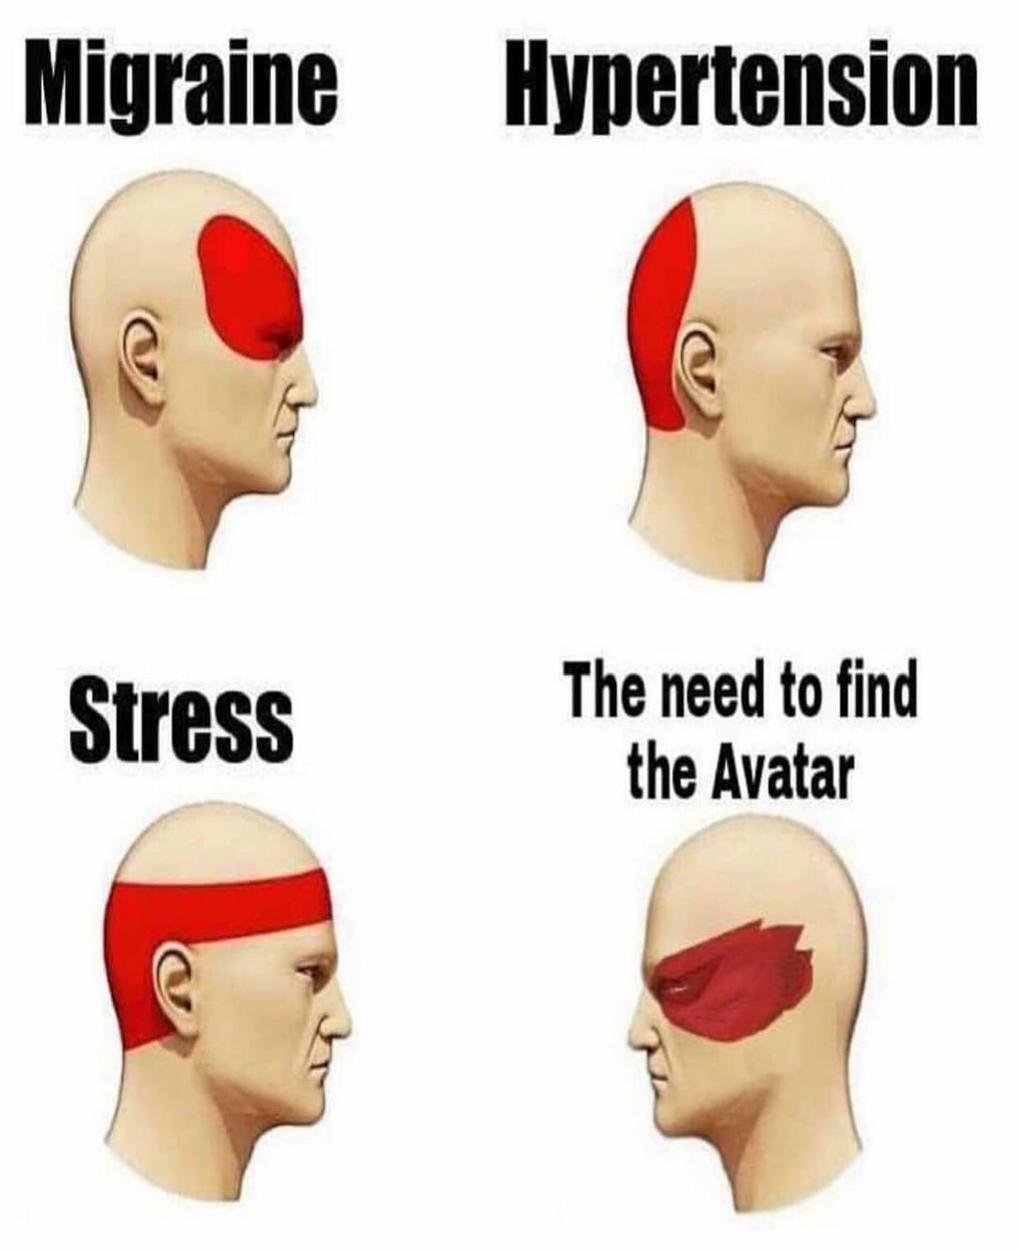 Migraine
Hypertension
Stress
The need to find
the Avatar